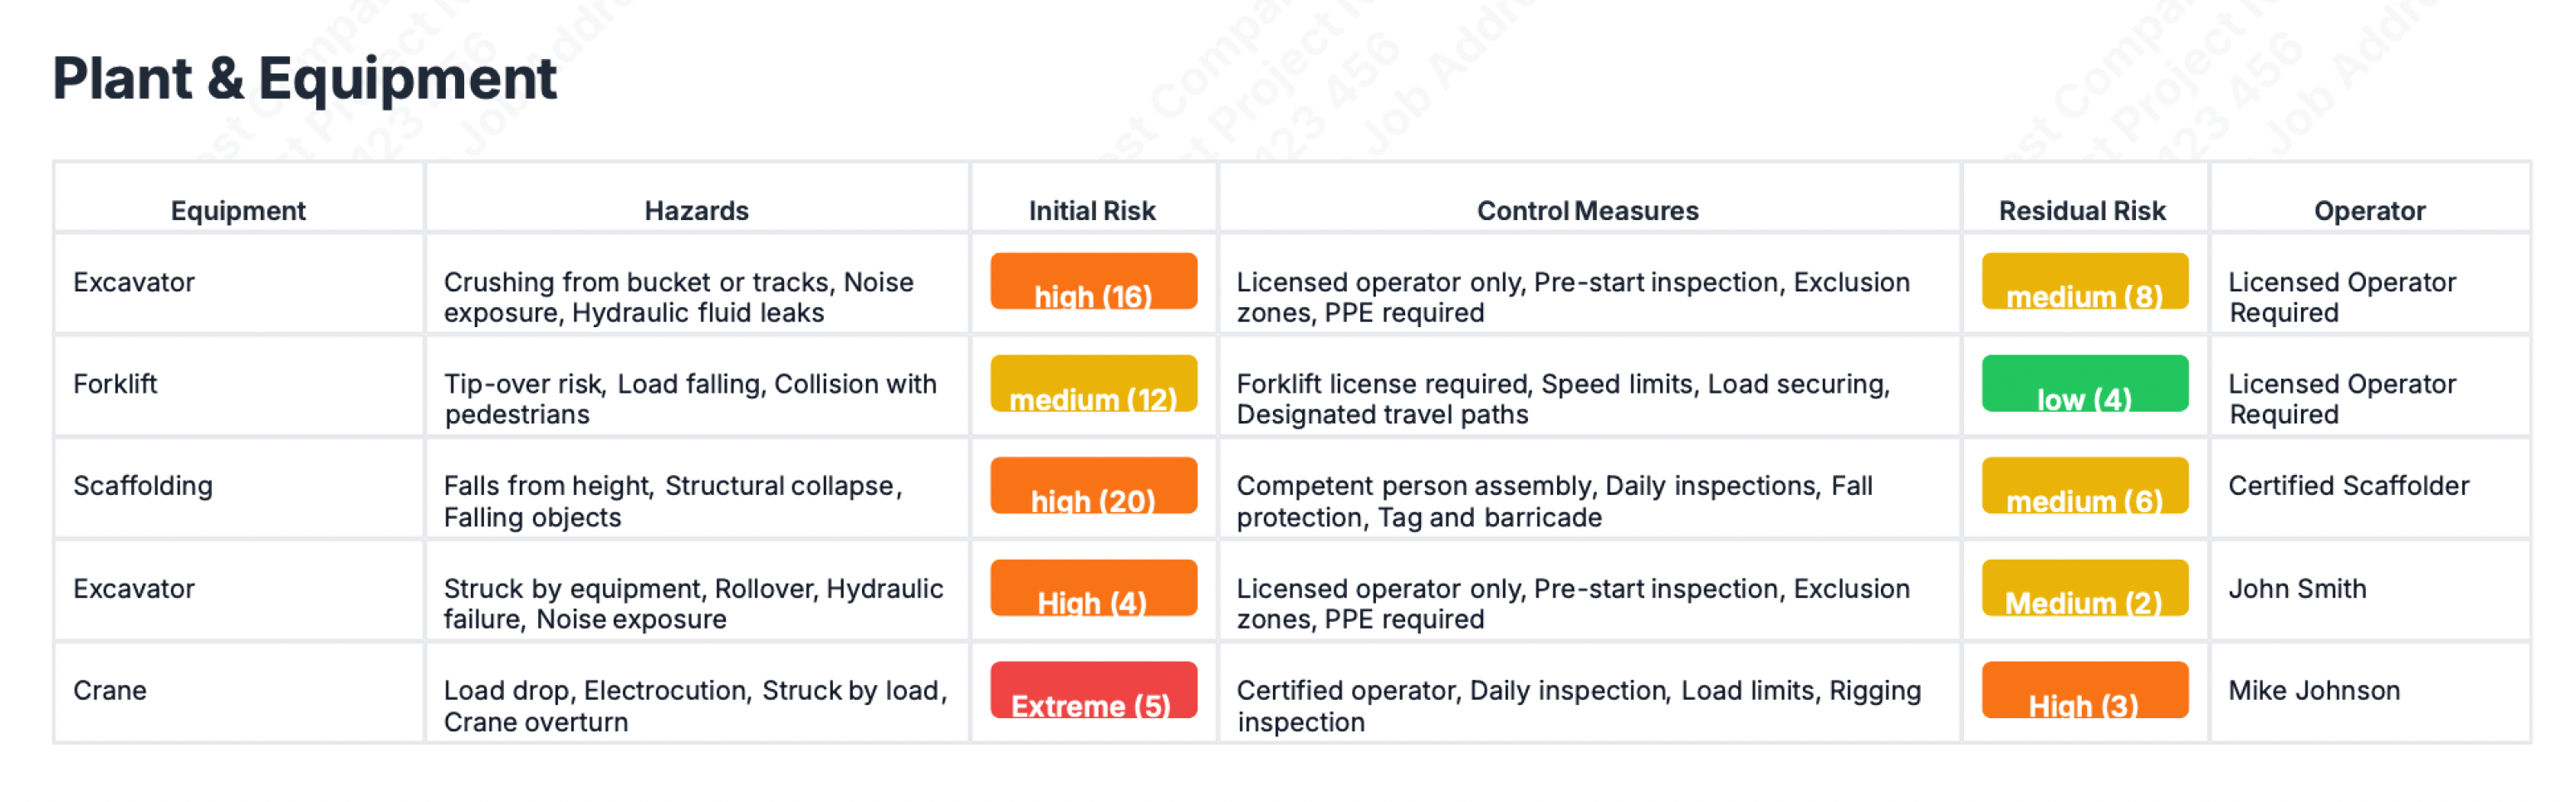 Plant & Equipment
Equipment Hazards Initial Risk Control Measures Residual Risk Operator
Excavator
Crushing from bucket or tracks, Noise
exposure, Hydraulic fluid leaks
high (16)
Licensed operator only, Pre-start inspection, Exclusion
zones, PPE required
medium (8)
Licensed Operator
Required
Forklift
Tip-over risk, Load falling, Collision with
pedestrians
medium (12)
Forklift license required, Speed limits, Load securing,
Designated travel paths
low (4)
Licensed Operator
Required
Scaffolding
Falls from height, Structural collapse,
Falling objects
high (20)
Competent person assembly, Daily inspections, Fall
protection, Tag and barricade
medium (6)
Certified Scaffolder
Excavator
Struck by equipment, Rollover, Hydraulic
failure, Noise exposure
High (4)
Licensed operator only, Pre-start inspection, Exclusion
zones, PPE required
Medium (2)
John Smith
Crane
Load drop, Electrocution, Struck by load,
Crane overturn
Extreme (5)
Certified operator, Daily inspection, Load limits, Rigging
inspection
High (3)
Mike Johnson